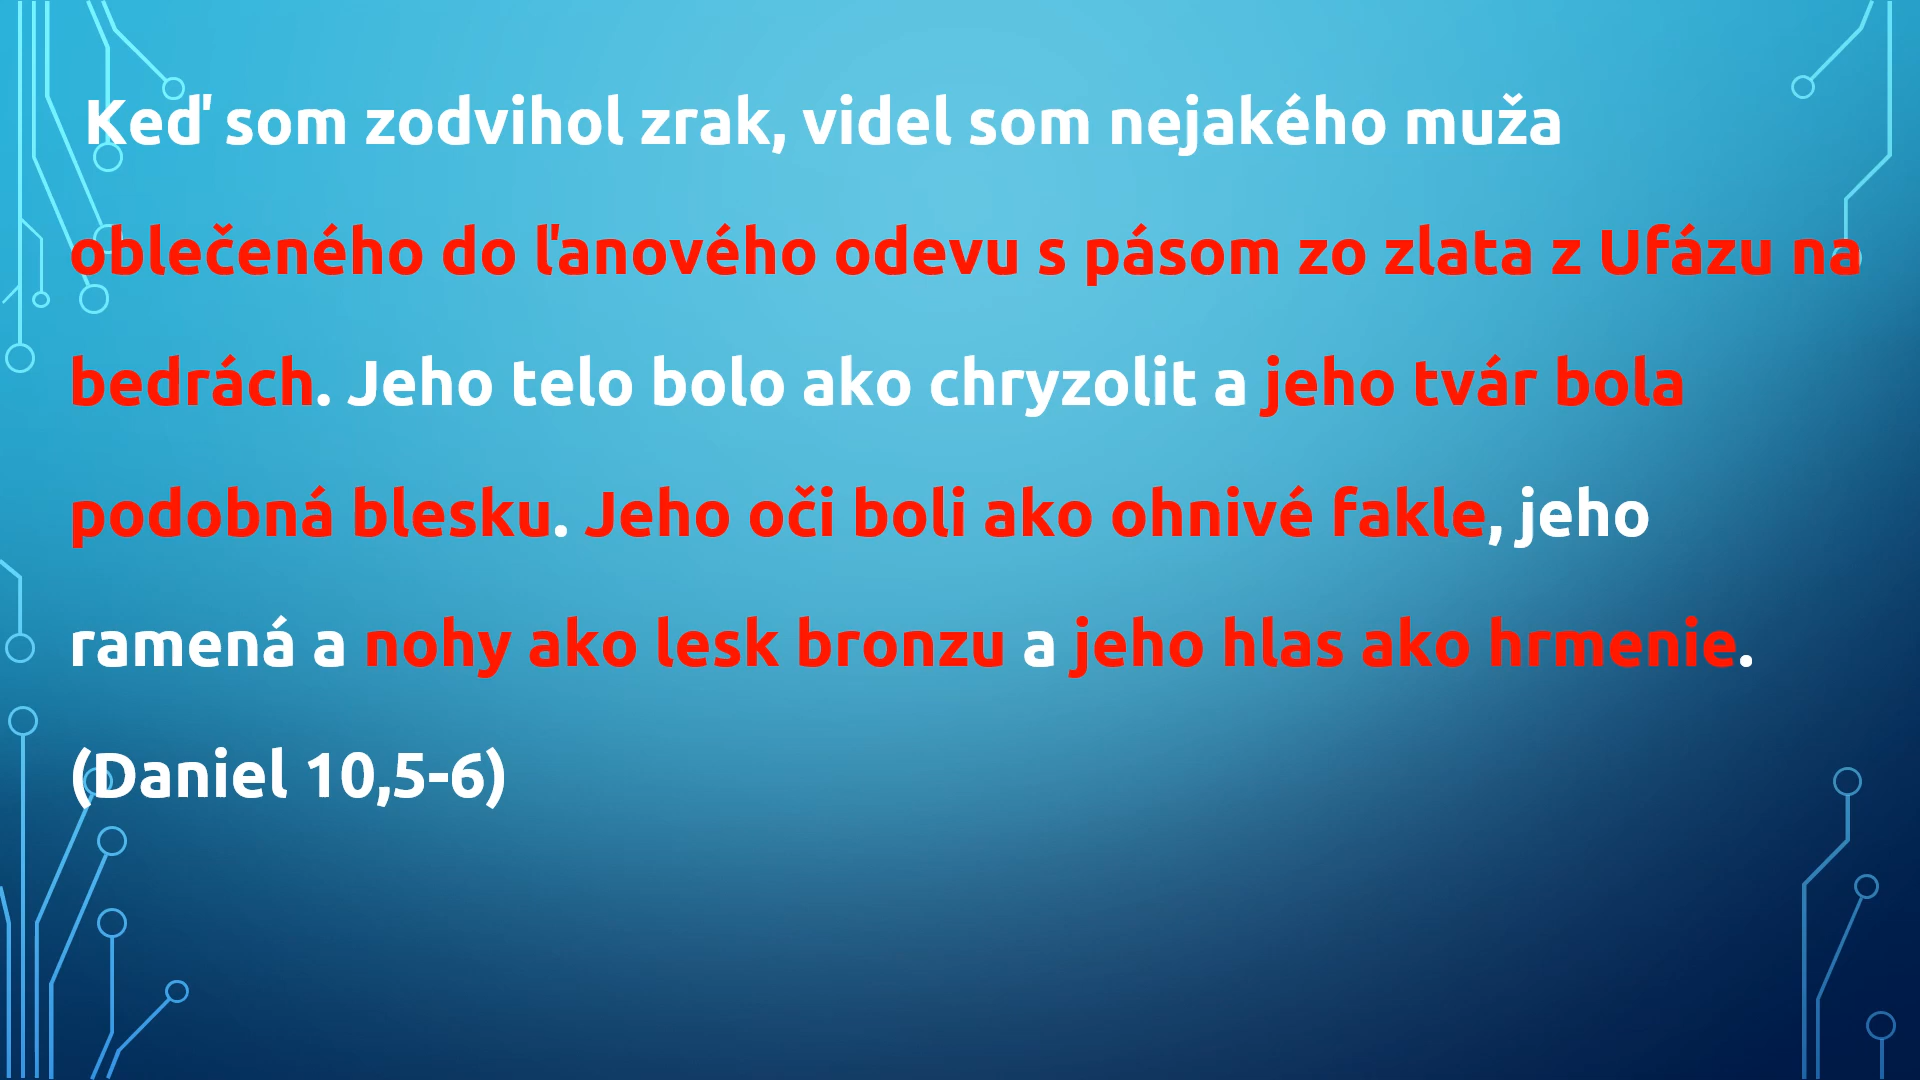 Keď som zodvihol zrak, videl som nejakého muža
oblečeného do ľanového odevu s pásom zo zlata z Ufázu na
bedrách. Jeho telo bolo ako chryzolit a jeho tvár bola
podobná blesku. Jeho oči boli ako ohnivé fakle, jeho
ramená a nohy ako lesk bronzu a jeho hlas ako hrmenie.
(Daniel 10,5-6)